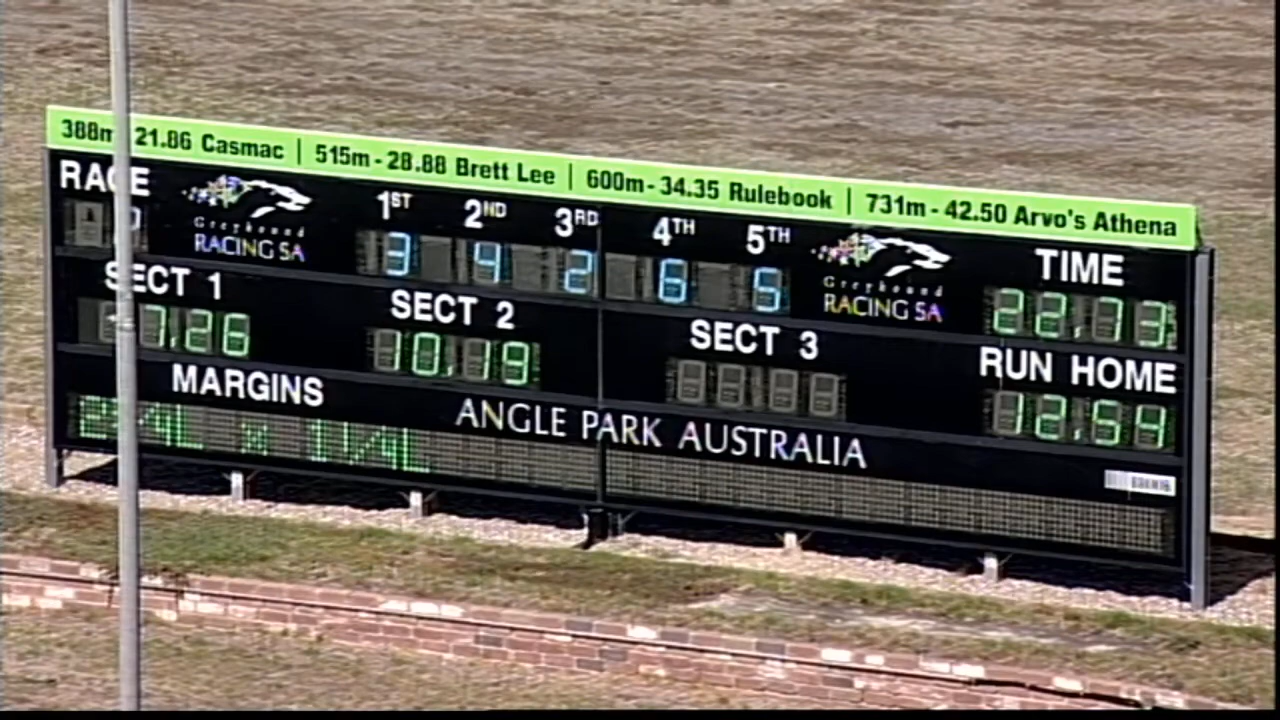 388m 21.86 Casmac | 515m - 28.88 Brett Lee | 600m - 34.35 Rulebook | 731m - 42.50 Arvo's Athena
RACE
Greyhound
RACING SA
1ST 2ND 3RD 4TH 5TH
3 4 2 6 5
Greyhound
RACING SA
TIME
22.73
SECT 1
7.26
SECT 2
10.19
SECT 3
RUN HOME
12.54
MARGINS
ANGLE PARK AUSTRALIA